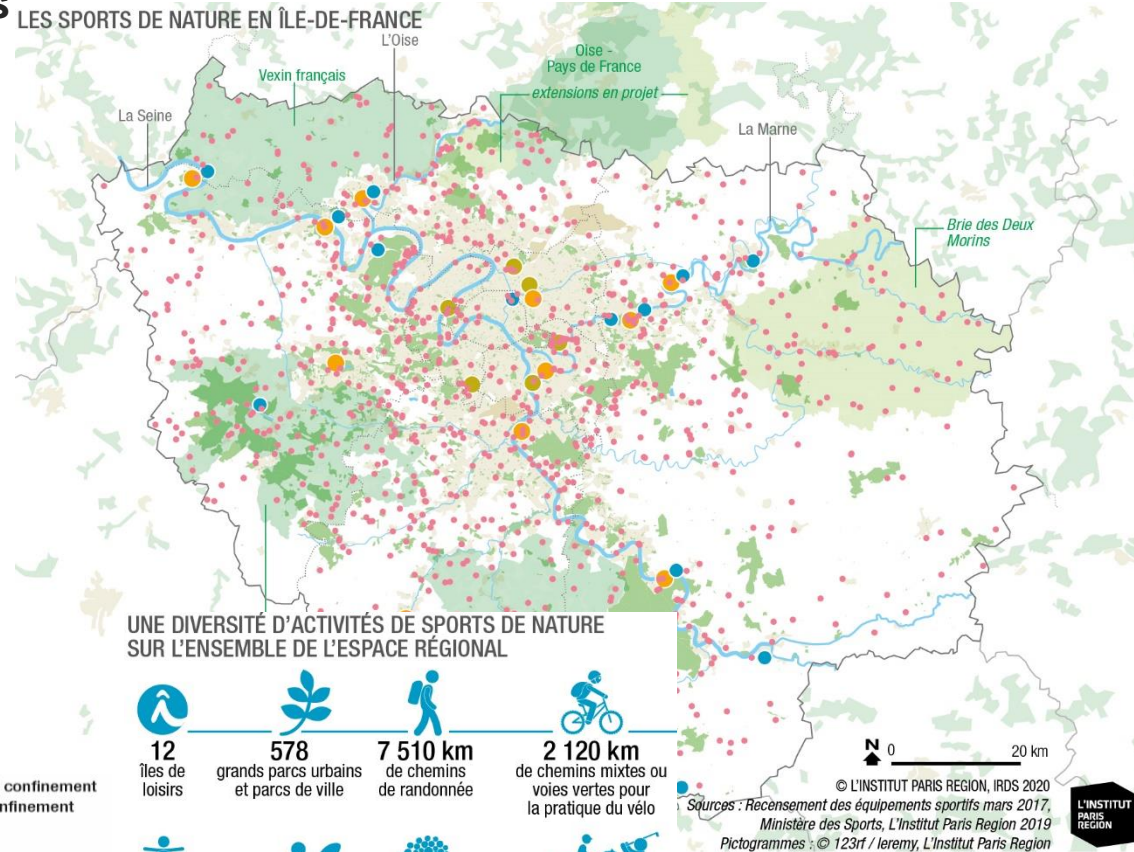 s
LES SPORTS DE NATURE EN ÎLE-DE-FRANCE
L'Oise
Oise -
Pays de France
Vexin français
extensions en projet
La Seine
La Marne
Brie des Deux
Morins
UNE DIVERSITÉ D'ACTIVITÉS DE SPORTS DE NATURE
SUR L'ENSEMBLE DE L'ESPACE RÉGIONAL
12
îles de
loisirs
578
grands parcs urbains
et parcs de ville
7 510 km
de chemins
de randonnée
2 120 km
de chemins mixtes ou
voies vertes pour
la pratique du vélo
confinement
nfinement
N
0
20 km
© L'INSTITUT PARIS REGION, IRDS 2020
Sources : Recensement des équipements sportifs mars 2017,
Ministère des Sports, L'Institut Paris Region 2019
Pictogrammes : © 123rf / leremy, L'Institut Paris Region
L'INSTITUT
PARIS
REGION